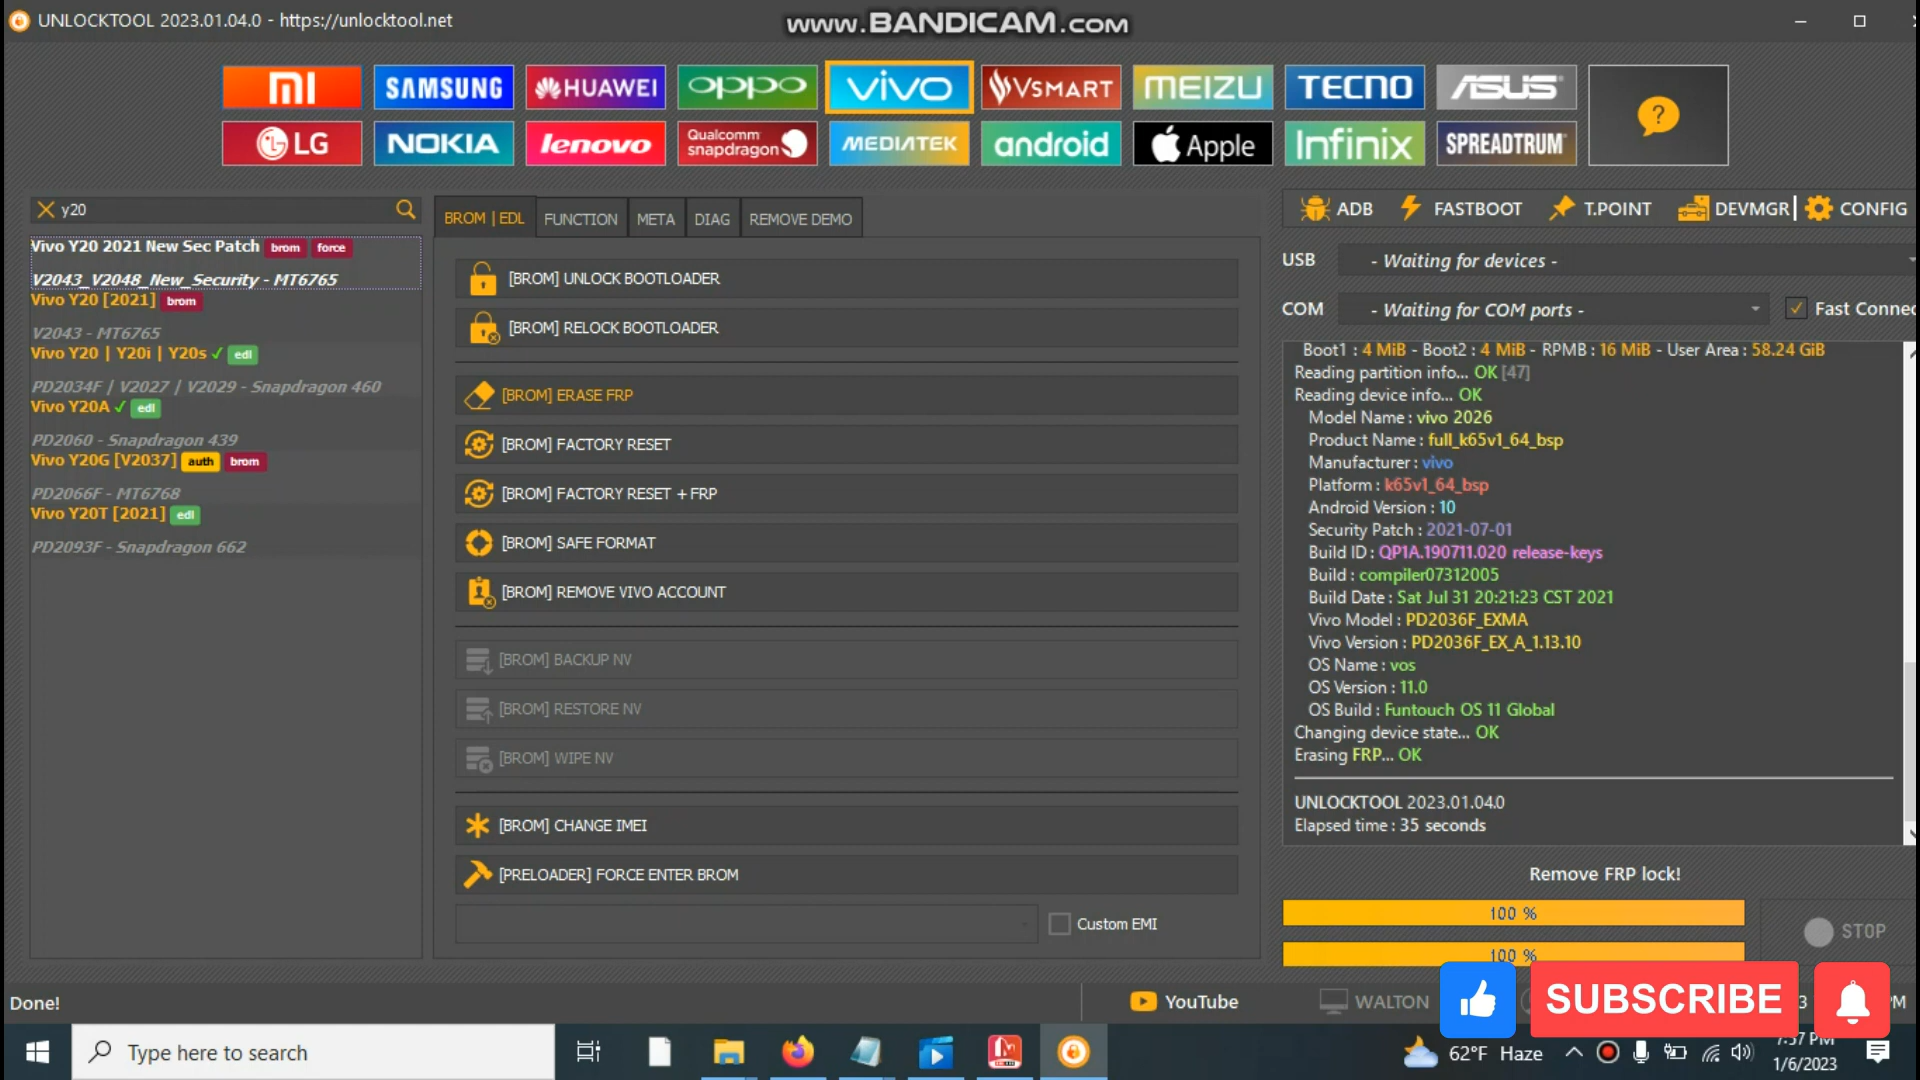 UNLOCKTOOL 2023.01.04.0 - https://unlocktool.net
www.BANDICAM.com
mi SAMSUNG HUAWEI oppo vivo VSMART MEIZU TECNO ASUS
LG NOKIA lenovo Qualcomm snapdragon MEDIATEK android Apple Infinix SPREADTRUM ?
y20
Vivo Y20 2021 New Sec Patch brom force
V2043_V2048_New_Security - MT6765
Vivo Y20 [2021] brom
V2043 - MT6765
Vivo Y20 | Y20i | Y20s ✓ edl
PD2034F | V2027 | V2029 - Snapdragon 460
Vivo Y20A ✓ edl
PD2060 - Snapdragon 439
Vivo Y20G [V2037] auth brom
PD2066F - MT6768
Vivo Y20T [2021] edl
PD2093F - Snapdragon 662
BROM | EDL FUNCTION META DIAG REMOVE DEMO
[BROM] UNLOCK BOOTLOADER
[BROM] RELOCK BOOTLOADER
[BROM] ERASE FRP
[BROM] FACTORY RESET
[BROM] FACTORY RESET + FRP
[BROM] SAFE FORMAT
[BROM] REMOVE VIVO ACCOUNT
[BROM] BACKUP NV
[BROM] RESTORE NV
[BROM] WIPE NV
[BROM] CHANGE IMEI
[PRELOADER] FORCE ENTER BROM
Custom EMI
ADB FASTBOOT T.POINT DEVMGR CONFIG
USB - Waiting for devices -
COM - Waiting for COM ports - Fast Connec
Boot1 : 4 MiB - Boot2 : 4 MiB - RPMB : 16 MiB - User Area : 58.24 GiB
Reading partition info... OK [47]
Reading device info... OK
Model Name : vivo 2026
Product Name : full_k65v1_64_bsp
Manufacturer : vivo
Platform : k65v1_64_bsp
Android Version : 10
Security Patch : 2021-07-01
Build ID : QP1A.190711.020 release-keys
Build : compiler07312005
Build Date : Sat Jul 31 20:21:23 CST 2021
Vivo Model : PD2036F_EXMA
Vivo Version : PD2036F_EX_A_1.13.10
OS Name : vos
OS Version : 11.0
OS Build : Funtouch OS 11 Global
Changing device state... OK
Erasing FRP... OK
UNLOCKTOOL 2023.01.04.0
Elapsed time : 35 seconds
Remove FRP lock!
100 %
100 %
STOP
Done!
YouTube
WALTON
SUBSCRIBE
3
PM
Type here to search
62°F Haze
7:57 PM
1/6/2023